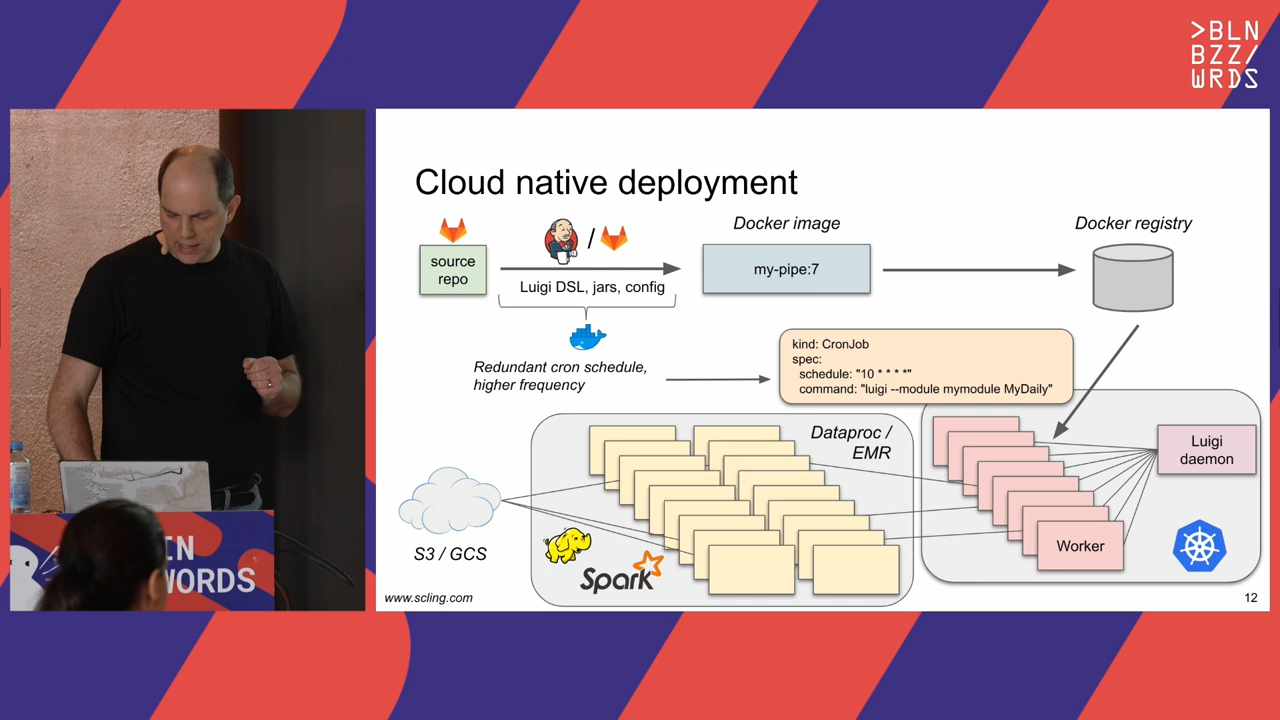 >BLN
BZZ/
WRDS
Cloud native deployment
source
repo
/
Luigi DSL, jars, config
Docker image
my-pipe:7
Docker registry
Redundant cron schedule,
higher frequency
kind: CronJob
spec:
schedule: "10 * * * *"
command: "luigi --module mymodule MyDaily"
Dataproc /
EMR
Luigi
daemon
S3 / GCS
Spark
Worker
www.scling.com
12
WORDS